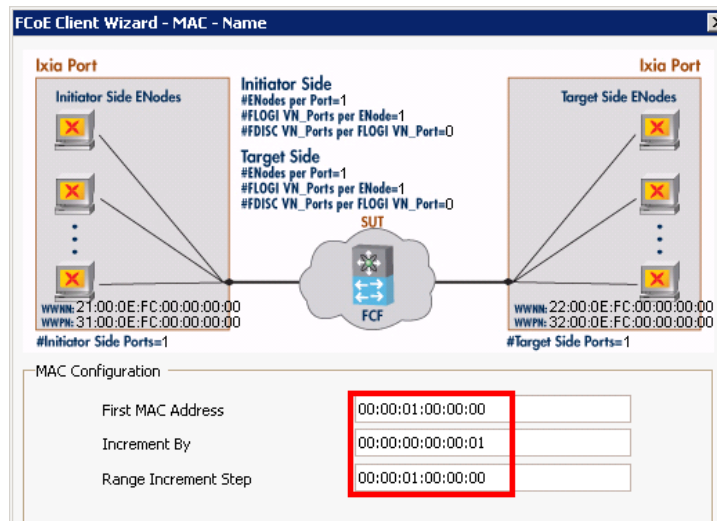 FCoE Client Wizard - MAC - Name
Ixia Port
Ixia Port
Initiator Side ENodes
Initiator Side
#ENodes per Port=1
#FLOGI VN_Ports per ENode=1
#FDISC VN_Ports per FLOGI VN_Port=0
Target Side ENodes
Target Side
#ENodes per Port=1
#FLOGI VN_Ports per ENode=1
#FDISC VN_Ports per FLOGI VN_Port=0
SUT
FCF
WWNN: 21:00:0E:FC:00:00:00:00
WWPN: 31:00:0E:FC:00:00:00:00
WWNN: 22:00:0E:FC:00:00:00:00
WWPN: 32:00:0E:FC:00:00:00:00
#Initiator Side Ports=1
#Target Side Ports=1
MAC Configuration
First MAC Address 00:00:01:00:00:00
Increment By 00:00:00:00:00:01
Range Increment Step 00:00:01:00:00:00